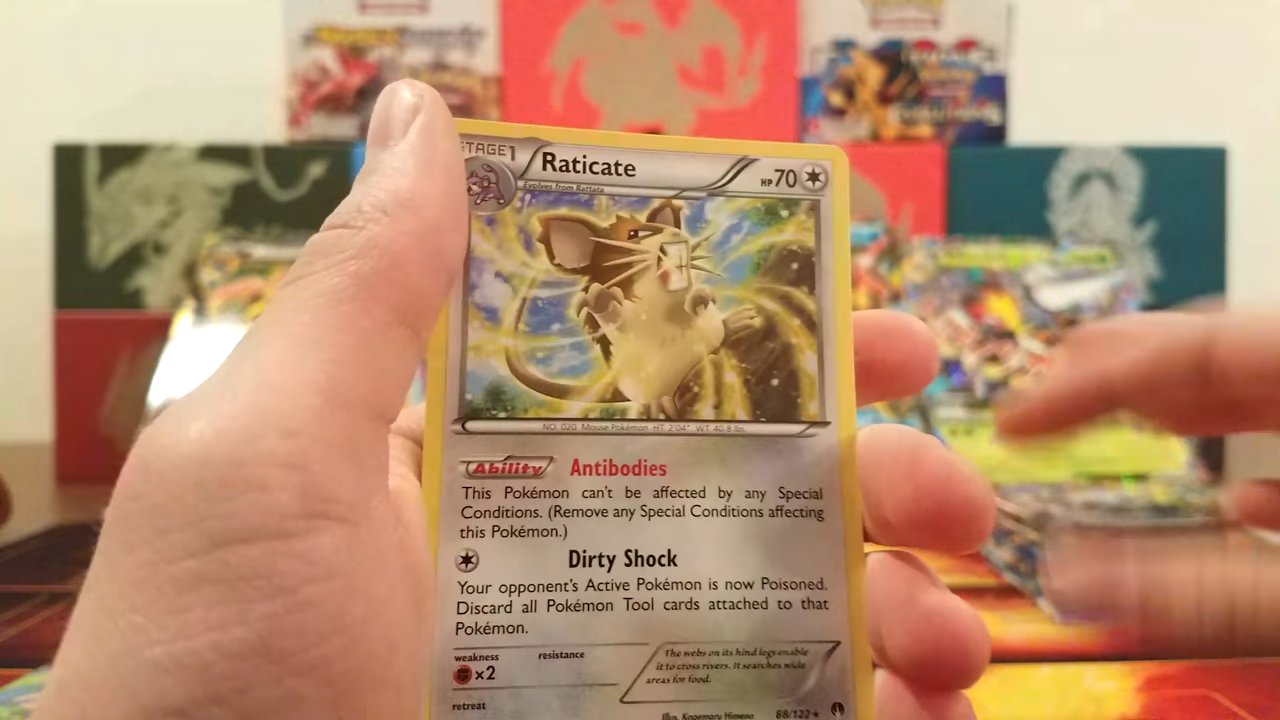 STAGE1
Raticate
HP 70
Evolves from Rattata
NO. 020 Mouse Pokémon HT: 2'04" WT: 40.8 lbs.
Ability Antibodies
This Pokémon can't be affected by any Special
Conditions. (Remove any Special Conditions affecting
this Pokémon.)
Dirty Shock
Your opponent's Active Pokémon is now Poisoned.
Discard all Pokémon Tool cards attached to that
Pokémon.
weakness resistance
×2
The webs on its hind legs enable
it to cross rivers. It searches wide
areas for food.
retreat
Illus. Kagemaru Himeno 88/122★